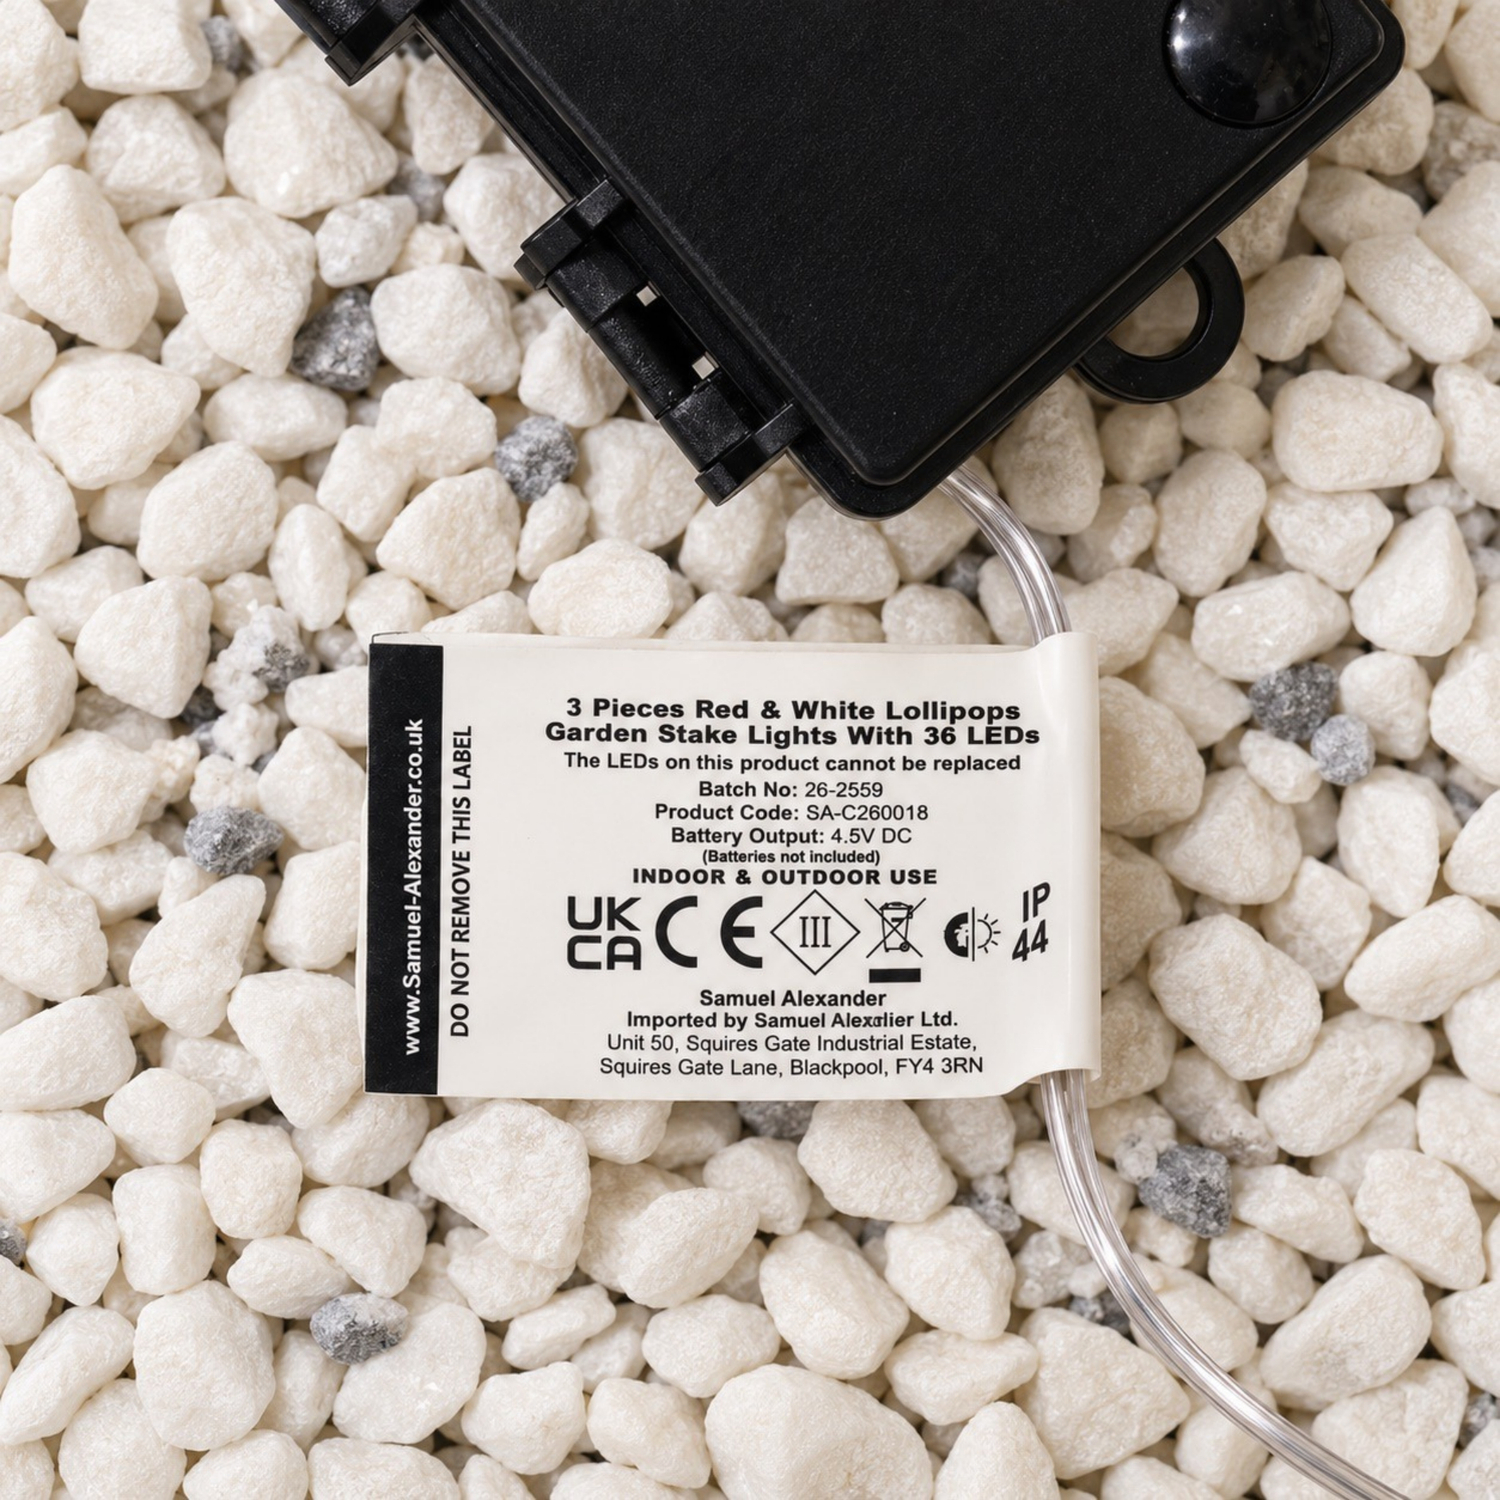 www.Samuel-Alexander.co.uk
DO NOT REMOVE THIS LABEL
3 Pieces Red & White Lollipops
Garden Stake Lights With 36 LEDs
The LEDs on this product cannot be replaced
Batch No: 26-2559
Product Code: SA-C260018
Battery Output: 4.5V DC
(Batteries not included)
INDOOR & OUTDOOR USE
UK
CA
CE
III
IP
44
Samuel Alexander
Imported by Samuel Ltd.
Unit 50, Squires Gate Industrial Estate,
Squires Gate Lane, Blackpool, FY4 3RN